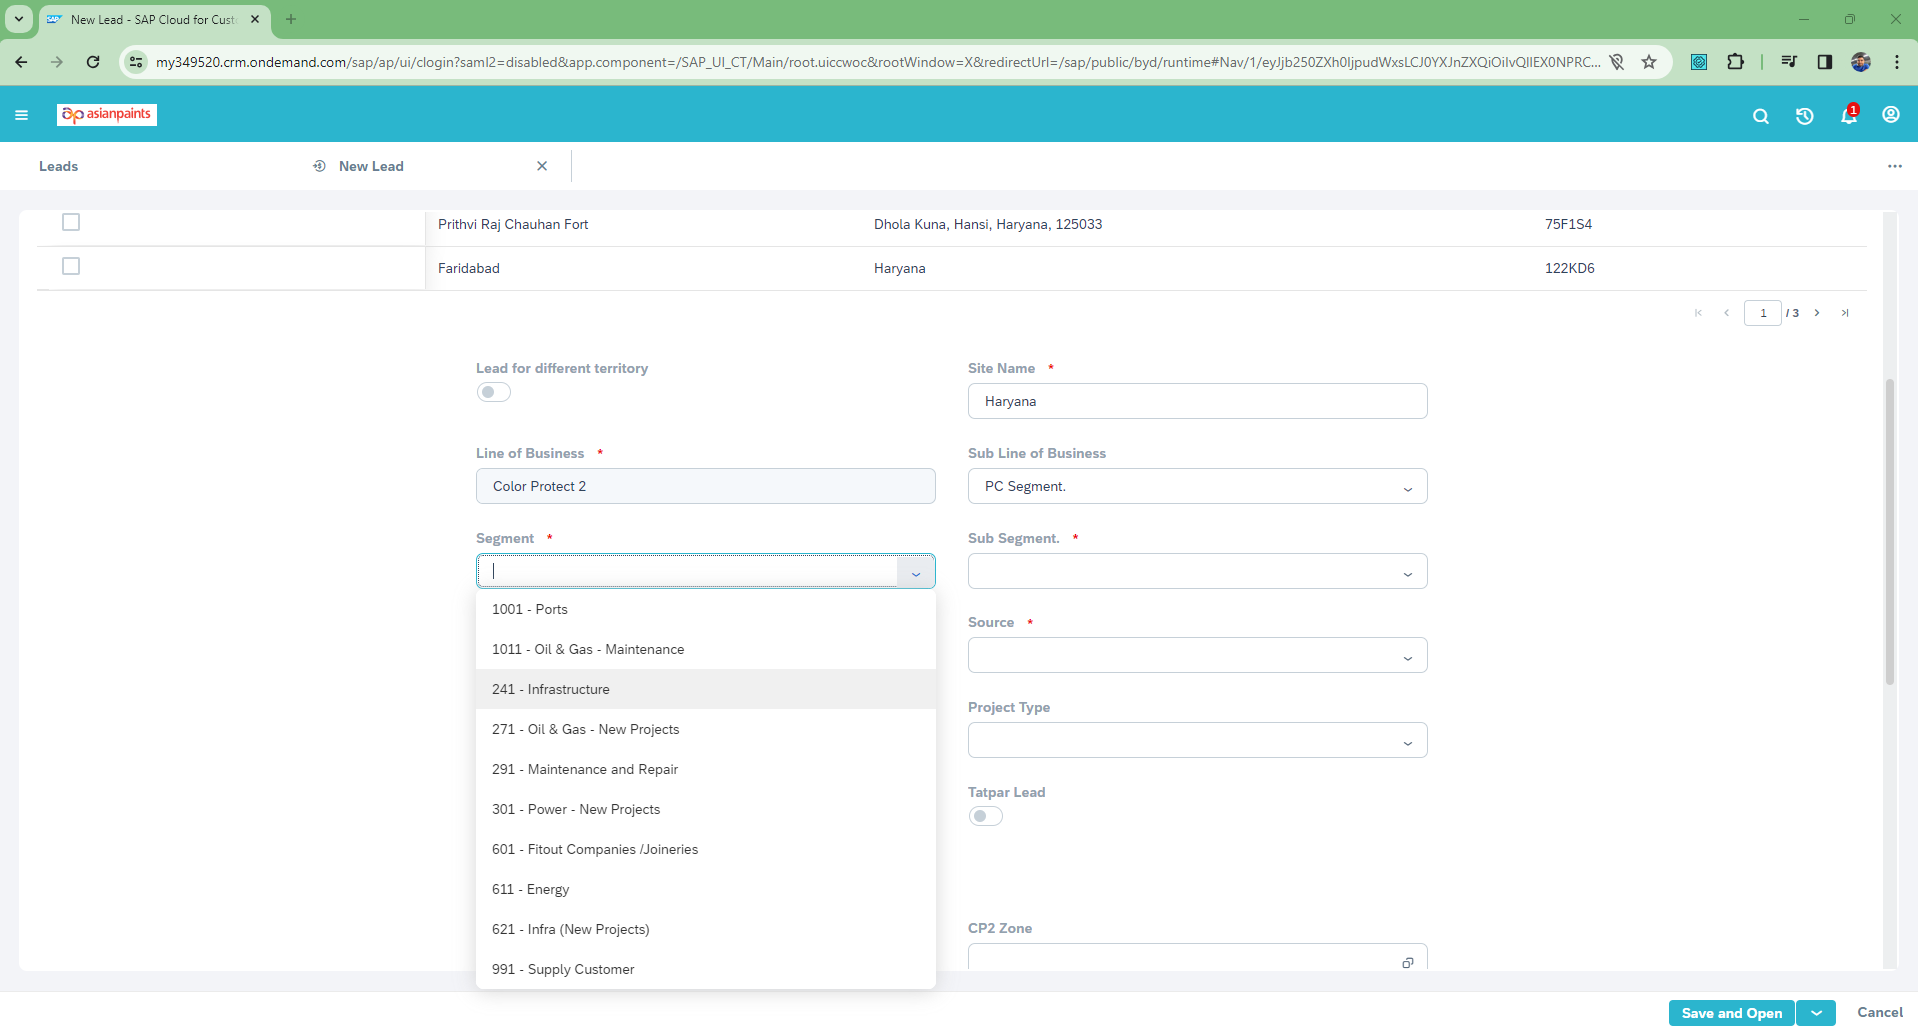 New Lead - SAP Cloud for Cust
my349520.crm.ondemand.com/sap/ap/ui/clogin?saml2=disabled&app.component=/SAP_UI_CT/Main/root.uiccwoc&rootWindow=X&redirectUrl=/sap/public/byd/runtime#Nav/1/eyJjb250ZXh0IjpudWxsLCJ0YXJnZXQiOiIvQllEX0NPRC...
asianpaints
1
Leads
New Lead
Prithvi Raj Chauhan Fort Dhola Kuna, Hansi, Haryana, 125033 75F1S4
Faridabad Haryana 122KD6
1 / 3
Lead for different territory
Site Name *
Haryana
Line of Business *
Color Protect 2
Sub Line of Business
PC Segment.
Segment *
Sub Segment. *
1001 - Ports
1011 - Oil & Gas - Maintenance
241 - Infrastructure
271 - Oil & Gas - New Projects
291 - Maintenance and Repair
301 - Power - New Projects
601 - Fitout Companies /Joineries
611 - Energy
621 - Infra (New Projects)
991 - Supply Customer
Source *
Project Type
Tatpar Lead
CP2 Zone
Save and Open
Cancel